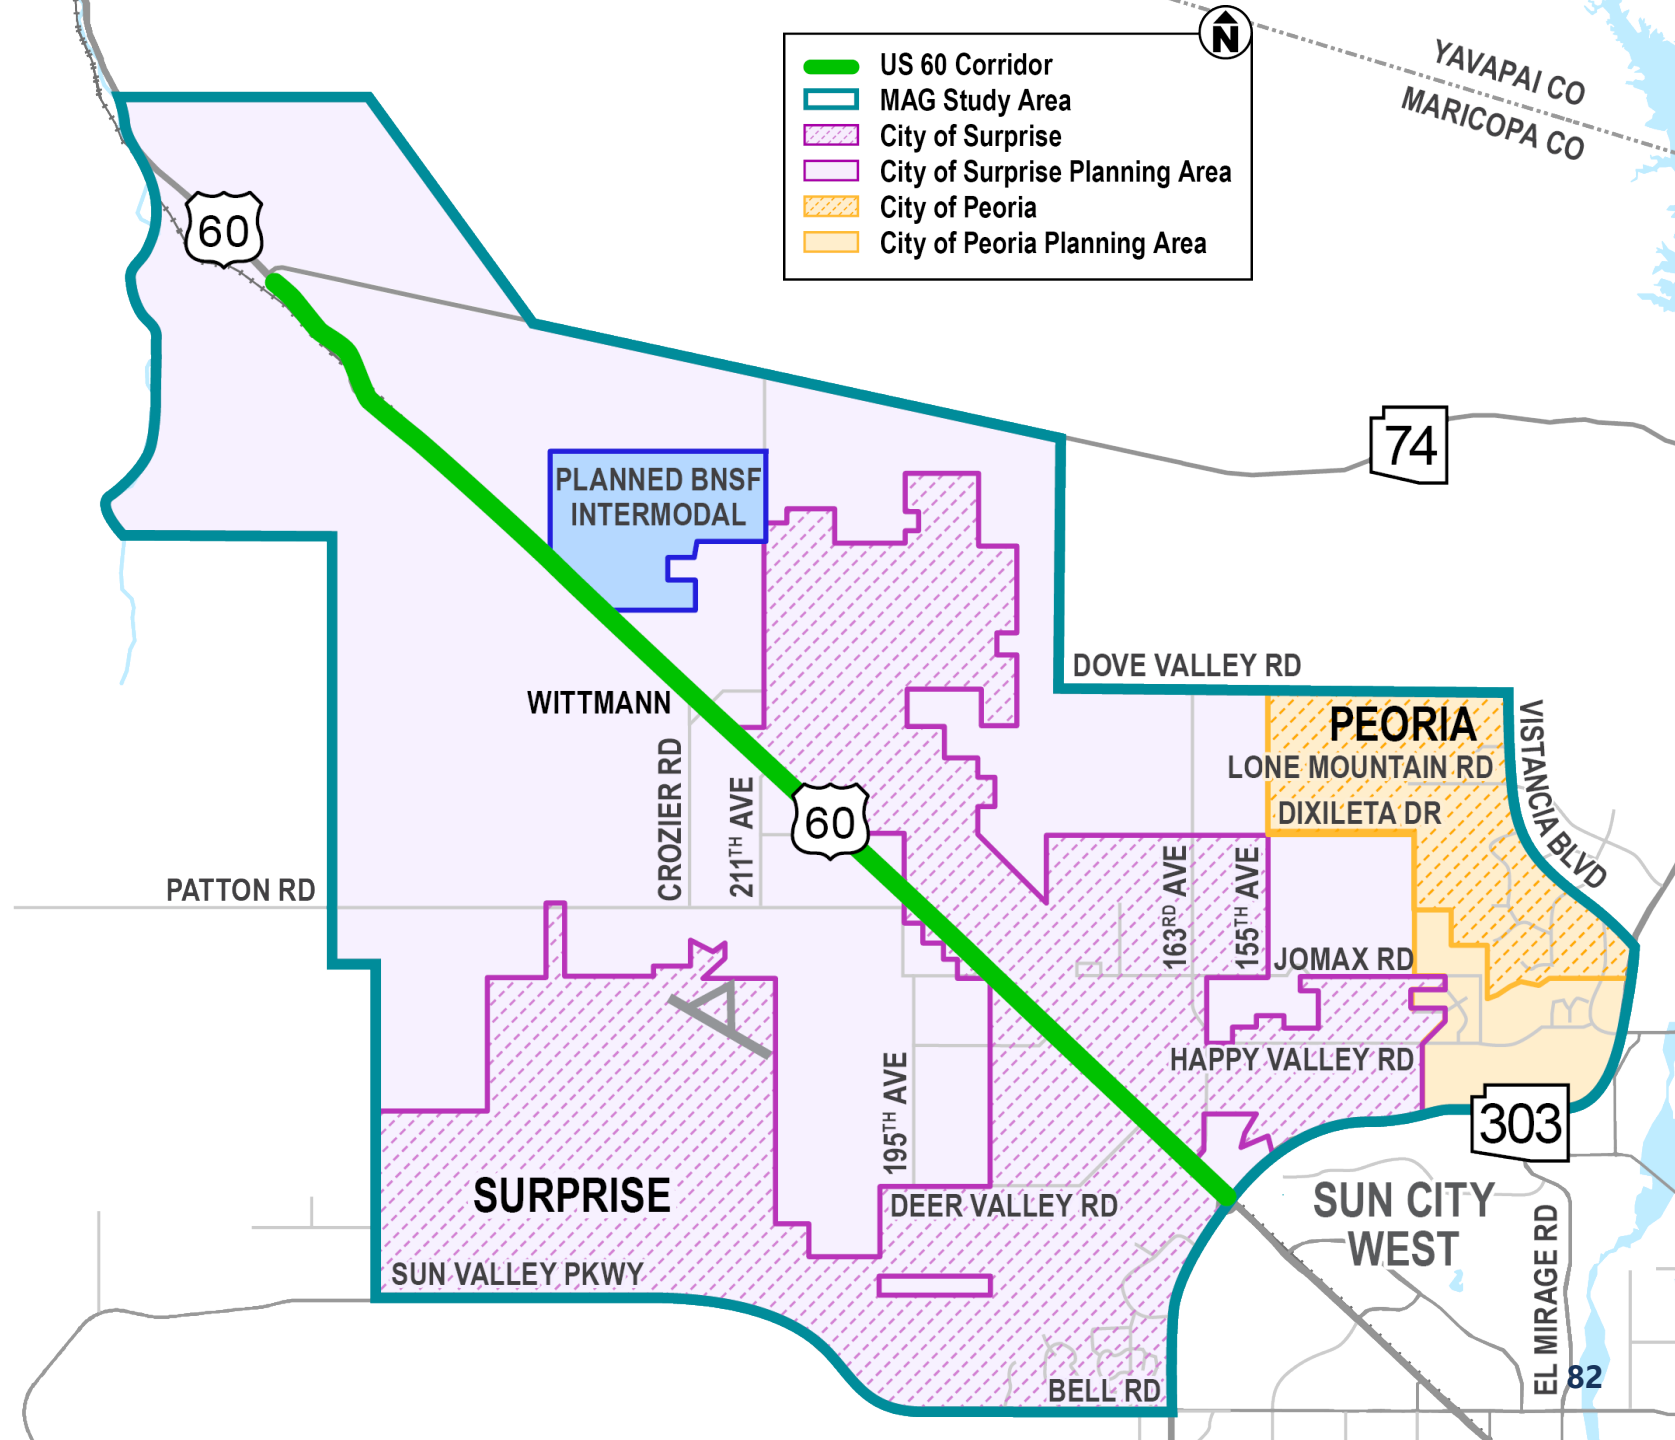 N
US 60 Corridor
MAG Study Area
City of Surprise
City of Surprise Planning Area
City of Peoria
City of Peoria Planning Area
YAVAPAI CO
MARICOPA CO
60
74
PLANNED BNSF
INTERMODAL
DOVE VALLEY RD
WITTMANN
PEORIA
VISTANCIA BLVD
LONE MOUNTAIN RD
DIXILETA DR
CROZIER RD
211TH AVE
60
PATTON RD
163RD AVE
155TH AVE
JOMAX RD
HAPPY VALLEY RD
195TH AVE
303
SURPRISE
DEER VALLEY RD
SUN CITY
WEST
EL MIRAGE RD
SUN VALLEY PKWY
BELL RD
82